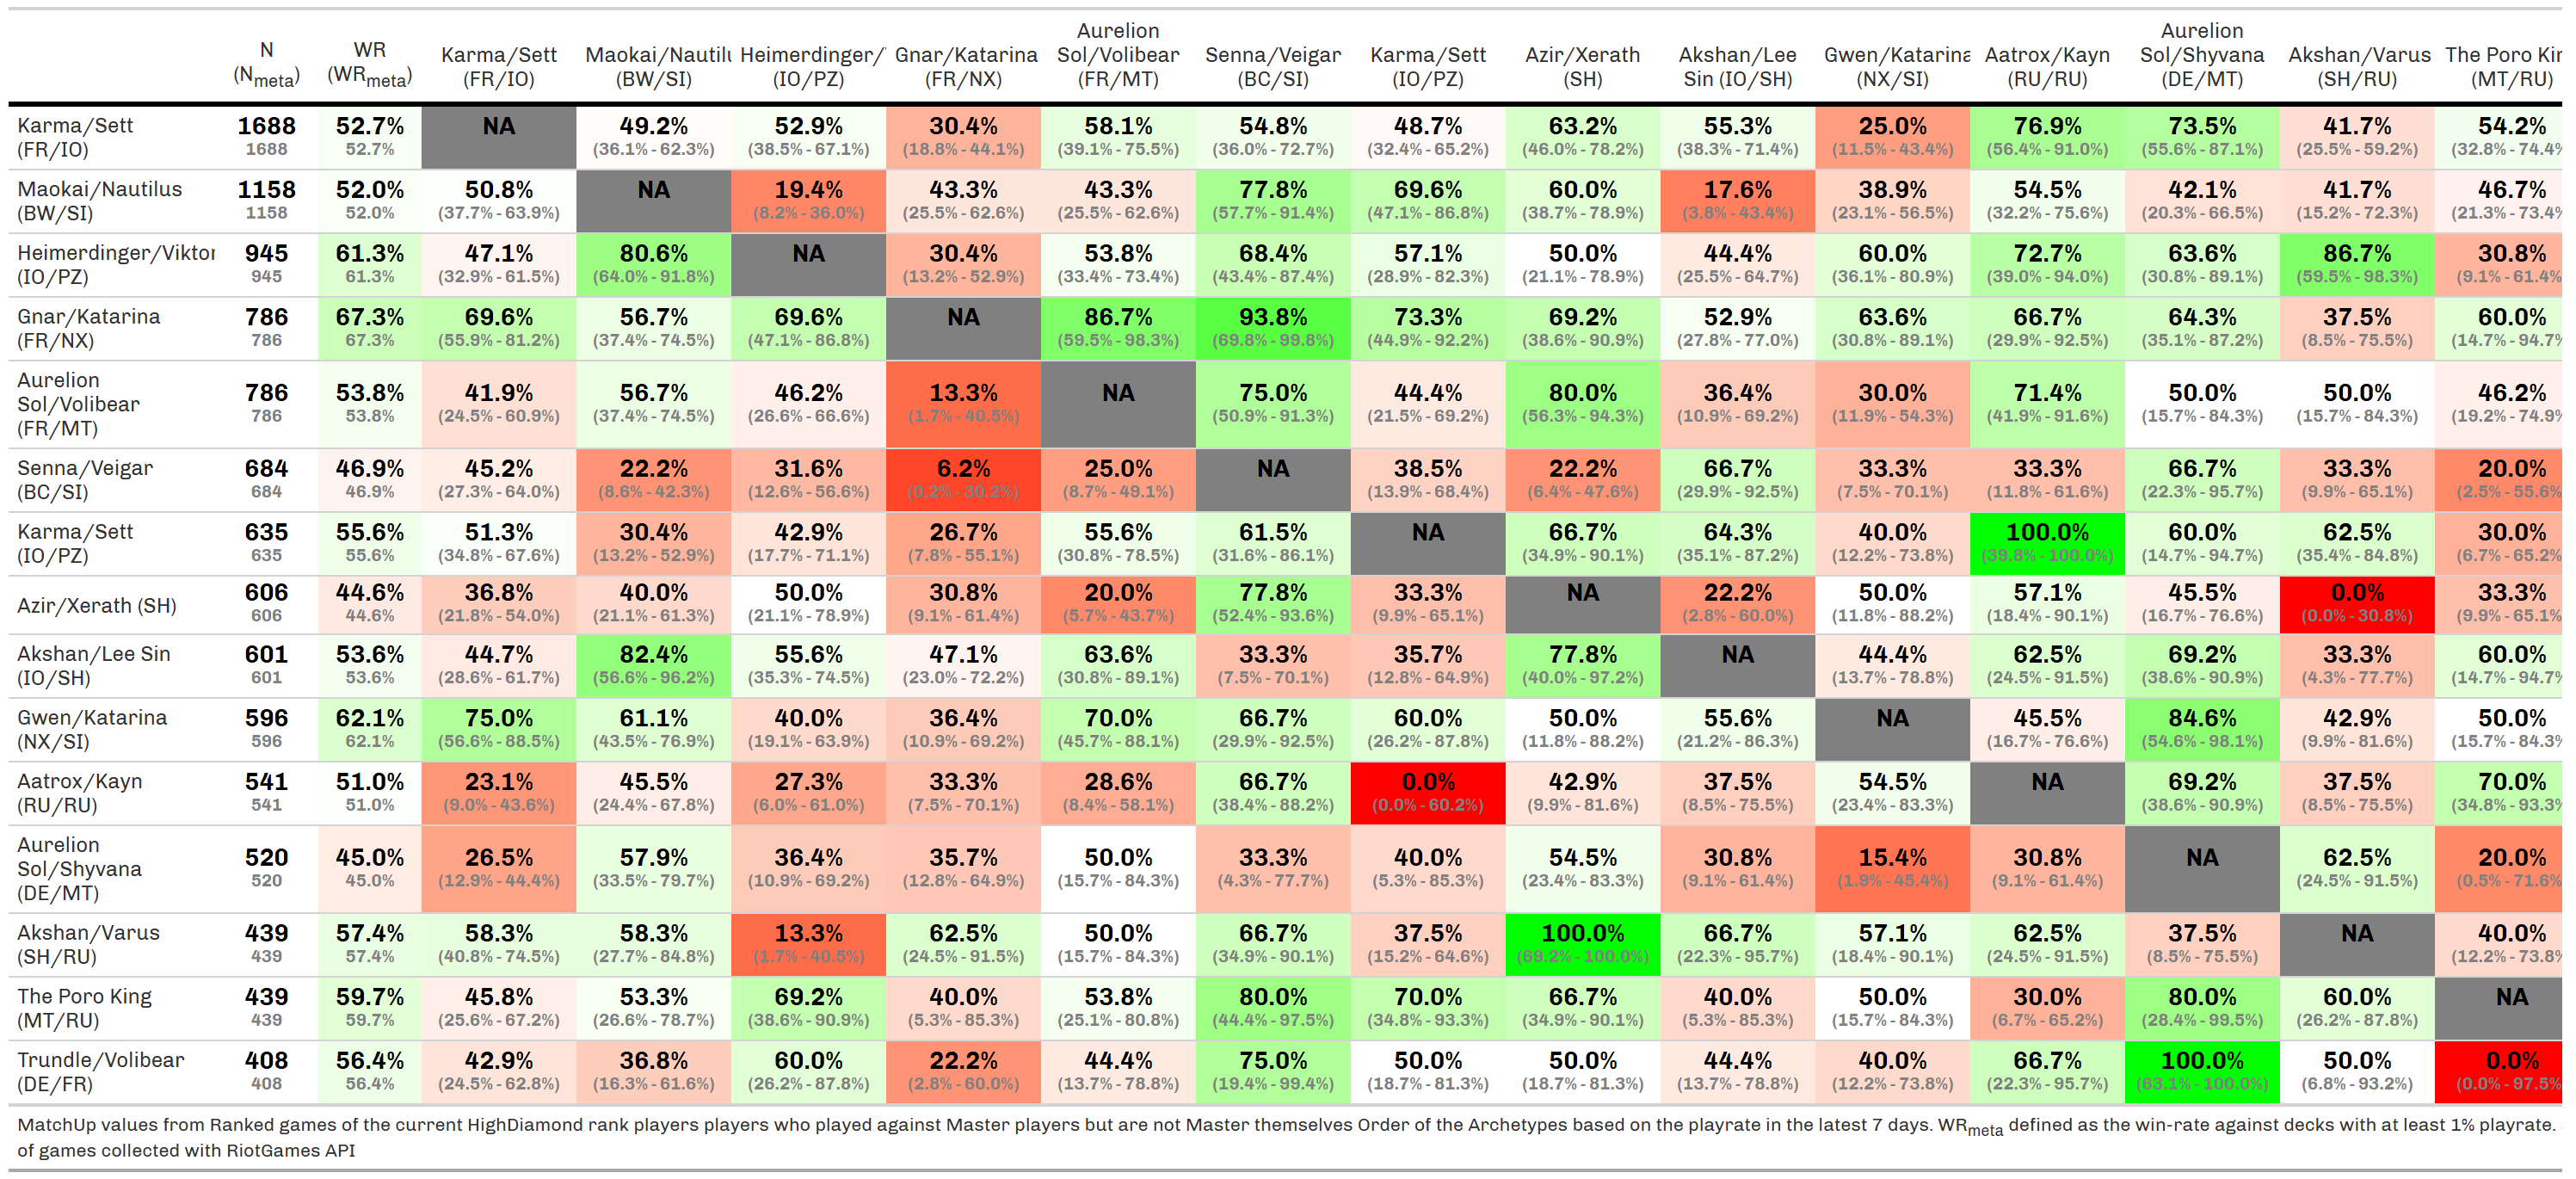 N (Nmeta) WR (WRmeta) Karma/Sett (FR/IO) Maokai/Nautilu (BW/SI) Heimerdinger/ (IO/PZ) Gnar/Katarina (FR/NX) Aurelion Sol/Volibear (FR/MT) Senna/Veigar (BC/SI) Karma/Sett (IO/PZ) Azir/Xerath (SH) Akshan/Lee Sin (IO/SH) Gwen/Katarina (NX/SI) Aatrox/Kayn (RU/RU) Aurelion Sol/Shyvana (DE/MT) Akshan/Varus (SH/RU) The Poro Kin (MT/RU)
Karma/Sett 1688 52.7% NA 49.2% 52.9% 30.4% 58.1% 54.8% 48.7% 63.2% 55.3% 25.0% 76.9% 73.5% 41.7% 54.2%
(FR/IO) 1688 52.7% (36.1% - 62.3%) (38.5% - 67.1%) (18.8% - 44.1%) (39.1% - 75.5%) (36.0% - 72.7%) (32.4% - 65.2%) (46.0% - 78.2%) (38.3% - 71.4%) (11.5% - 43.4%) (56.4% - 91.0%) (55.6% - 87.1%) (25.5% - 59.2%) (32.8% - 74.4%
Maokai/Nautilus 1158 52.0% 50.8% NA 19.4% 43.3% 43.3% 77.8% 69.6% 60.0% 17.6% 38.9% 54.5% 42.1% 41.7% 46.7%
(BW/SI) 1158 52.0% (37.7% - 63.9%) (8.2% - 36.0%) (25.5% - 62.6%) (25.5% - 62.6%) (57.7% - 91.4%) (47.1% - 86.8%) (38.7% - 78.9%) (3.8% - 43.4%) (23.1% - 56.5%) (32.2% - 75.6%) (20.3% - 66.5%) (15.2% - 72.3%) (21.3% - 73.4%
Heimerdinger/Viktor 945 61.3% 47.1% 80.6% NA 30.4% 53.8% 68.4% 57.1% 50.0% 44.4% 60.0% 72.7% 63.6% 86.7% 30.8%
(IO/PZ) 945 61.3% (32.9% - 61.5%) (64.0% - 91.8%) (13.2% - 52.9%) (33.4% - 73.4%) (43.4% - 87.4%) (28.9% - 82.3%) (21.1% - 78.9%) (25.5% - 64.7%) (36.1% - 80.9%) (39.0% - 94.0%) (30.8% - 89.1%) (59.5% - 98.3%) (9.1% - 61.4%
Gnar/Katarina 786 67.3% 69.6% 56.7% 69.6% NA 86.7% 93.8% 73.3% 69.2% 52.9% 63.6% 66.7% 64.3% 37.5% 60.0%
(FR/NX) 786 67.3% (55.9% - 81.2%) (37.4% - 74.5%) (47.1% - 86.8%) (59.5% - 98.3%) (69.8% - 99.8%) (44.9% - 92.2%) (38.6% - 90.9%) (27.8% - 77.0%) (30.8% - 89.1%) (29.9% - 92.5%) (35.1% - 87.2%) (8.5% - 75.5%) (14.7% - 94.7%
Aurelion
Sol/Volibear 786 53.8% 41.9% 56.7% 46.2% 13.3% NA 75.0% 44.4% 80.0% 36.4% 30.0% 71.4% 50.0% 50.0% 46.2%
(FR/MT) 786 53.8% (24.5% - 60.9%) (37.4% - 74.5%) (26.6% - 66.6%) (1.7% - 40.5%) (50.9% - 91.3%) (21.5% - 69.2%) (56.3% - 94.3%) (10.9% - 69.2%) (11.9% - 54.3%) (41.9% - 91.6%) (15.7% - 84.3%) (15.7% - 84.3%) (19.2% - 74.9%
Senna/Veigar 684 46.9% 45.2% 22.2% 31.6% 6.2% 25.0% NA 38.5% 22.2% 66.7% 33.3% 33.3% 66.7% 33.3% 20.0%
(BC/SI) 684 46.9% (27.3% - 64.0%) (8.6% - 42.3%) (12.6% - 56.6%) (0.2% - 30.2%) (8.7% - 49.1%) (13.9% - 68.4%) (6.4% - 47.6%) (29.9% - 92.5%) (7.5% - 70.1%) (11.8% - 61.6%) (22.3% - 95.7%) (9.9% - 65.1%) (2.5% - 55.6%
Karma/Sett 635 55.6% 51.3% 30.4% 42.9% 26.7% 55.6% 61.5% NA 66.7% 64.3% 40.0% 100.0% 60.0% 62.5% 30.0%
(IO/PZ) 635 55.6% (34.8% - 67.6%) (13.2% - 52.9%) (17.7% - 71.1%) (7.8% - 55.1%) (30.8% - 78.5%) (31.6% - 86.1%) (34.9% - 90.1%) (35.1% - 87.2%) (12.2% - 73.8%) (39.8% - 100.0%) (14.7% - 94.7%) (35.4% - 84.8%) (6.7% - 65.2%
Azir/Xerath (SH) 606 44.6% 36.8% 40.0% 50.0% 30.8% 20.0% 77.8% 33.3% NA 22.2% 50.0% 57.1% 45.5% 0.0% 33.3%
606 44.6% (21.8% - 54.0%) (21.1% - 61.3%) (21.1% - 78.9%) (9.1% - 61.4%) (5.7% - 43.7%) (52.4% - 93.6%) (9.9% - 65.1%) (2.8% - 60.0%) (11.8% - 88.2%) (18.4% - 90.1%) (16.7% - 76.6%) (0.0% - 30.8%) (9.9% - 65.1%
Akshan/Lee Sin 601 53.6% 44.7% 82.4% 55.6% 47.1% 63.6% 33.3% 35.7% 77.8% NA 44.4% 62.5% 69.2% 33.3% 60.0%
(IO/SH) 601 53.6% (28.6% - 61.7%) (56.6% - 96.2%) (35.3% - 74.5%) (23.0% - 72.2%) (30.8% - 89.1%) (7.5% - 70.1%) (12.8% - 64.9%) (40.0% - 97.2%) (13.7% - 78.8%) (24.5% - 91.5%) (38.6% - 90.9%) (4.3% - 77.7%) (14.7% - 94.7%
Gwen/Katarina 596 62.1% 75.0% 61.1% 40.0% 36.4% 70.0% 66.7% 60.0% 50.0% 55.6% NA 45.5% 84.6% 42.9% 50.0%
(NX/SI) 596 62.1% (56.6% - 88.5%) (43.5% - 76.9%) (19.1% - 63.9%) (10.9% - 69.2%) (45.7% - 88.1%) (29.9% - 92.5%) (26.2% - 87.8%) (11.8% - 88.2%) (21.2% - 86.3%) (16.7% - 76.6%) (54.6% - 98.1%) (9.9% - 81.6%) (15.7% - 84.3%
Aatrox/Kayn 541 51.0% 23.1% 45.5% 27.3% 33.3% 28.6% 66.7% 0.0% 42.9% 37.5% 54.5% NA 69.2% 37.5% 70.0%
(RU/RU) 541 51.0% (9.0% - 43.6%) (24.4% - 67.8%) (6.0% - 61.0%) (7.5% - 70.1%) (8.4% - 58.1%) (38.4% - 88.2%) (0.0% - 60.2%) (9.9% - 81.6%) (8.5% - 75.5%) (23.4% - 83.3%) (38.6% - 90.9%) (8.5% - 75.5%) (34.8% - 93.3%
Aurelion
Sol/Shyvana 520 45.0% 26.5% 57.9% 36.4% 35.7% 50.0% 33.3% 40.0% 54.5% 30.8% 15.4% 30.8% NA 62.5% 20.0%
(DE/MT) 520 45.0% (12.9% - 44.4%) (33.5% - 79.7%) (10.9% - 69.2%) (12.8% - 64.9%) (15.7% - 84.3%) (4.3% - 77.7%) (5.3% - 85.3%) (23.4% - 83.3%) (9.1% - 61.4%) (1.9% - 45.4%) (9.1% - 61.4%) (24.5% - 91.5%) (0.5% - 71.6%
Akshan/Varus 439 57.4% 58.3% 58.3% 13.3% 62.5% 50.0% 66.7% 37.5% 100.0% 66.7% 57.1% 62.5% 37.5% NA 40.0%
(SH/RU) 439 57.4% (40.8% - 74.5%) (27.7% - 84.8%) (1.7% - 40.5%) (24.5% - 91.5%) (15.7% - 84.3%) (34.9% - 90.1%) (15.2% - 64.6%) (69.2% - 100.0%) (22.3% - 95.7%) (18.4% - 90.1%) (24.5% - 91.5%) (8.5% - 75.5%) (12.2% - 73.8%
The Poro King 439 59.7% 45.8% 53.3% 69.2% 40.0% 53.8% 80.0% 70.0% 66.7% 40.0% 50.0% 30.0% 80.0% 60.0% NA
(MT/RU) 439 59.7% (25.6% - 67.2%) (26.6% - 78.7%) (38.6% - 90.9%) (5.3% - 85.3%) (25.1% - 80.8%) (44.4% - 97.5%) (34.8% - 93.3%) (34.9% - 90.1%) (5.3% - 85.3%) (15.7% - 84.3%) (6.7% - 65.2%) (28.4% - 99.5%) (26.2% - 87.8%)
Trundle/Volibear 408 56.4% 42.9% 36.8% 60.0% 22.2% 44.4% 75.0% 50.0% 50.0% 44.4% 40.0% 66.7% 100.0% 50.0% 0.0%
(DE/FR) 408 56.4% (24.5% - 62.8%) (16.3% - 61.6%) (26.2% - 87.8%) (2.8% - 60.0%) (13.7% - 78.8%) (19.4% - 99.4%) (18.7% - 81.3%) (18.7% - 81.3%) (13.7% - 78.8%) (12.2% - 73.8%) (22.3% - 95.7%) (63.1% - 100.0%) (6.8% - 93.2%) (0.0% - 97.5%
MatchUp values from Ranked games of the current HighDiamond rank players players who played against Master players but are not Master themselves Order of the Archetypes based on the playrate in the latest 7 days. WRmeta defined as the win-rate against decks with at least 1% playrate.
of games collected with RiotGames API